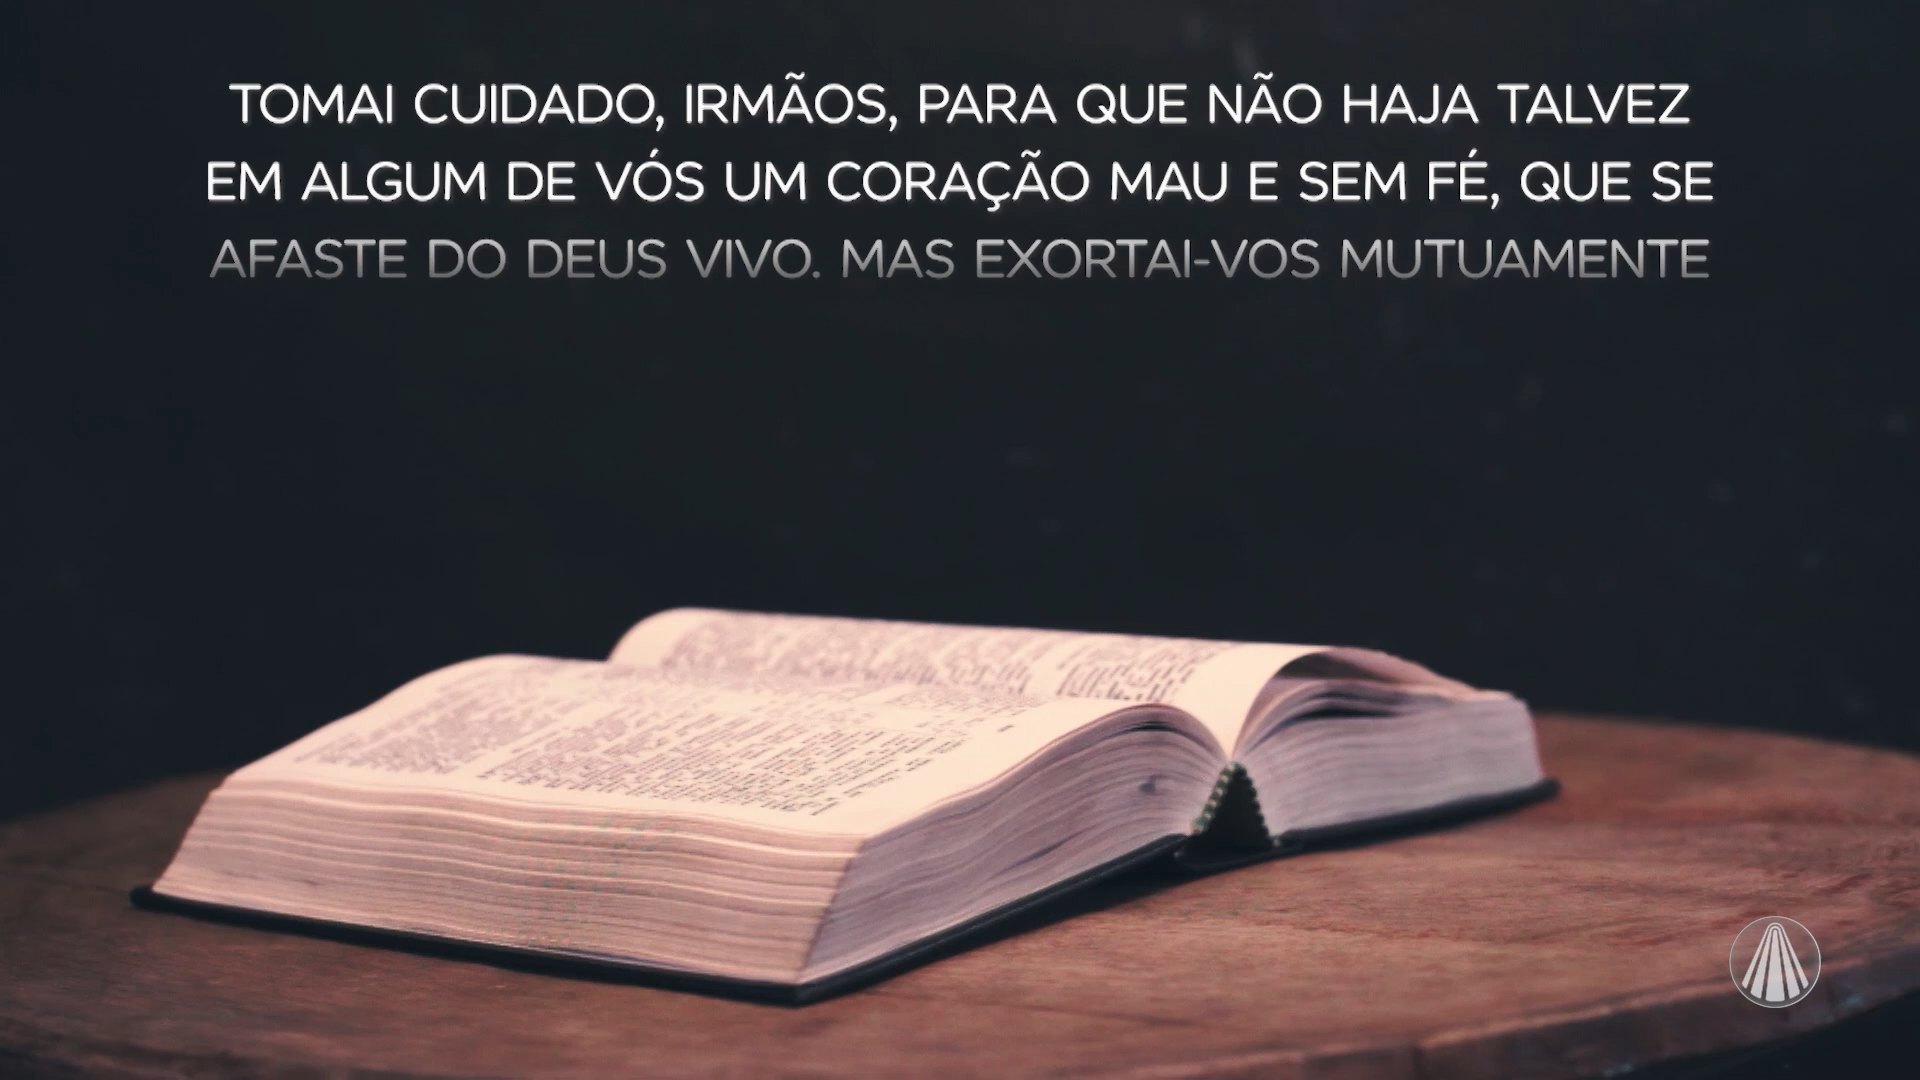 TOMAI CUIDADO, IRMÃOS, PARA QUE NÃO HAJA TALVEZ
EM ALGUM DE VÓS UM CORAÇÃO MAU E SEM FÉ, QUE SE
AFASTE DO DEUS VIVO. MAS EXORTAI-VOS MUTUAMENTE